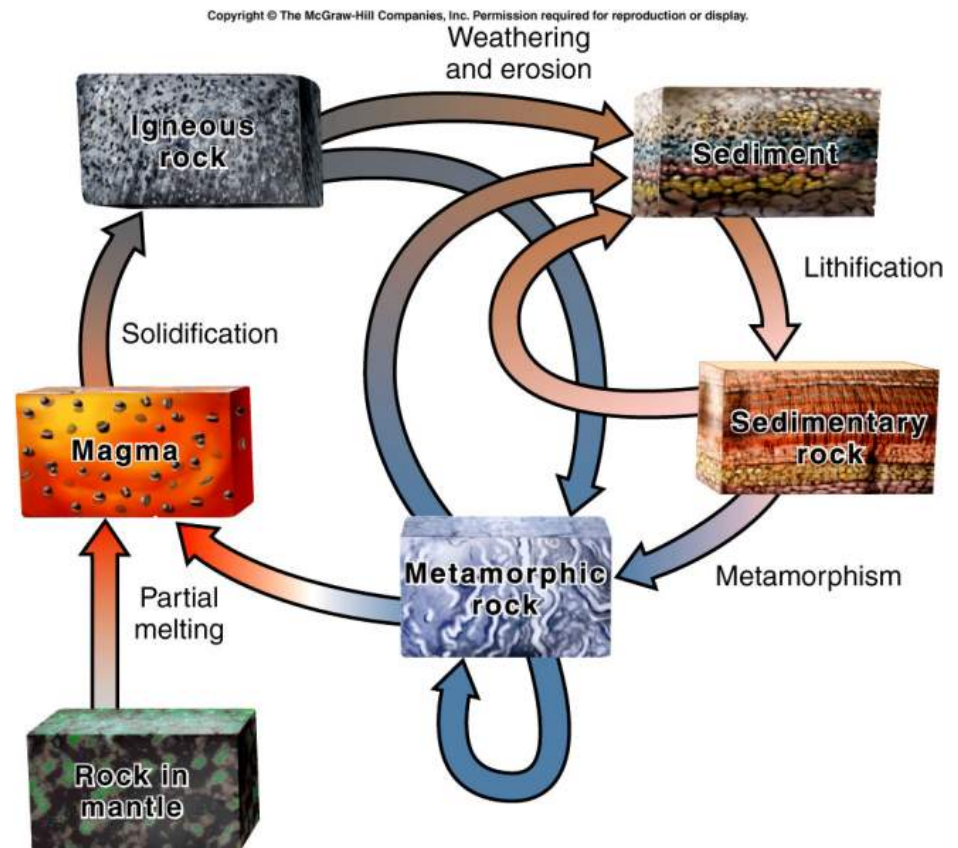 Copyright © The McGraw-Hill Companies, Inc. Permission required for reproduction or display.
Weathering
and erosion
Igneous
rock
Sediment
Lithification
Solidification
Magma
Sedimentary
rock
Metamorphic
rock
Metamorphism
Partial
melting
Rock in
mantle